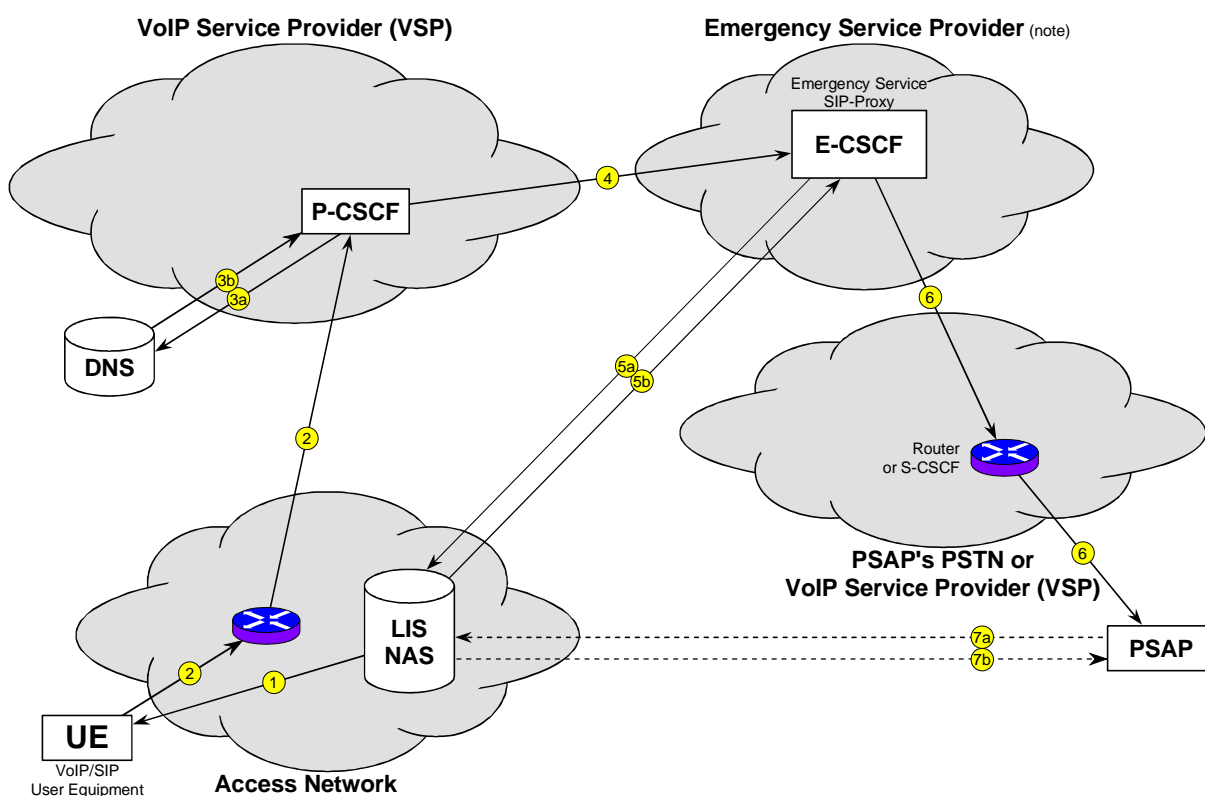 VoIP Service Provider (VSP)
Emergency Service Provider (note)
Emergency Service
SIP-Proxy
E-CSCF
4
P-CSCF
3b
3a
6
DNS
5a
5b
2
Router
or S-CSCF
6
PSAP's PSTN or
VoIP Service Provider (VSP)
LIS
NAS
7a
7b
PSAP
2
1
UE
VoIP/SIP
User Equipment
Access Network